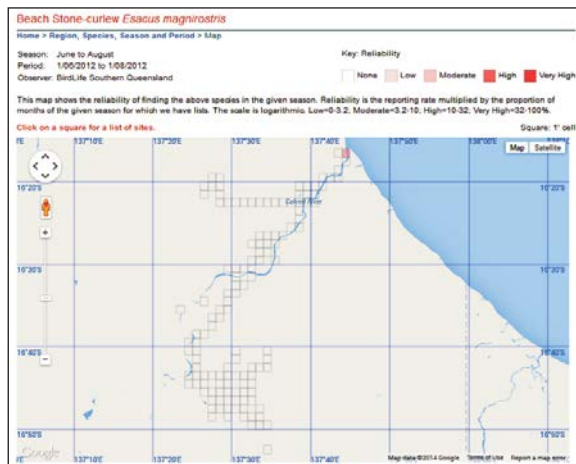 Beach Stone-curlew Esacus magnirostris
Home > Region, Species, Season and Period > Map
Season: June to August
Period: 1/06/2012 to 1/08/2012
Observer: BirdLife Southern Queensland
Key: Reliability
None Low Moderate High Very High
This map shows the reliability of finding the above species in the given season. Reliability is the reporting rate multiplied by the proportion of
months of the given season for which we have lists. The scale is logarithmic. Low=0-3.2, Moderate=3.2-10, High=10-32, Very High=32-100%.
Click on a square for a list of sites.
Square: 1' cell
137°10'E 137°20'E 137°30'E 137°40'E 137°50'E 138°00'E
Map Satellite
16°20'S 16°20'S
Calvert River
16°30'S 16°30'S
16°40'S 16°40'S
16°50'S 16°50'S
Google
137°10'E 137°20'E 137°30'E 137°40'E
Map data ©2014 Google Terms of Use Report a map error